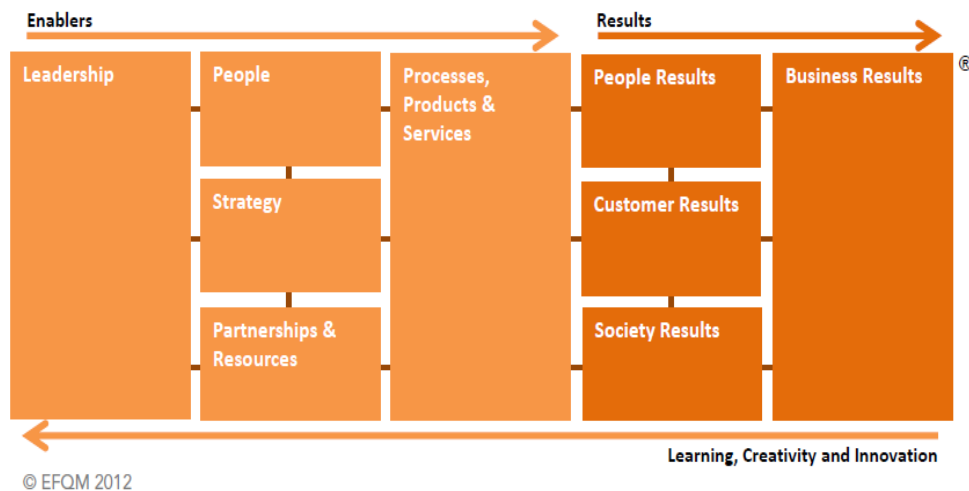 Enablers
Results
Leadership
People
Processes,
Products &
Services
People Results
Business Results
®
Strategy
Customer Results
Partnerships &
Resources
Society Results
Learning, Creativity and Innovation
© EFQM 2012